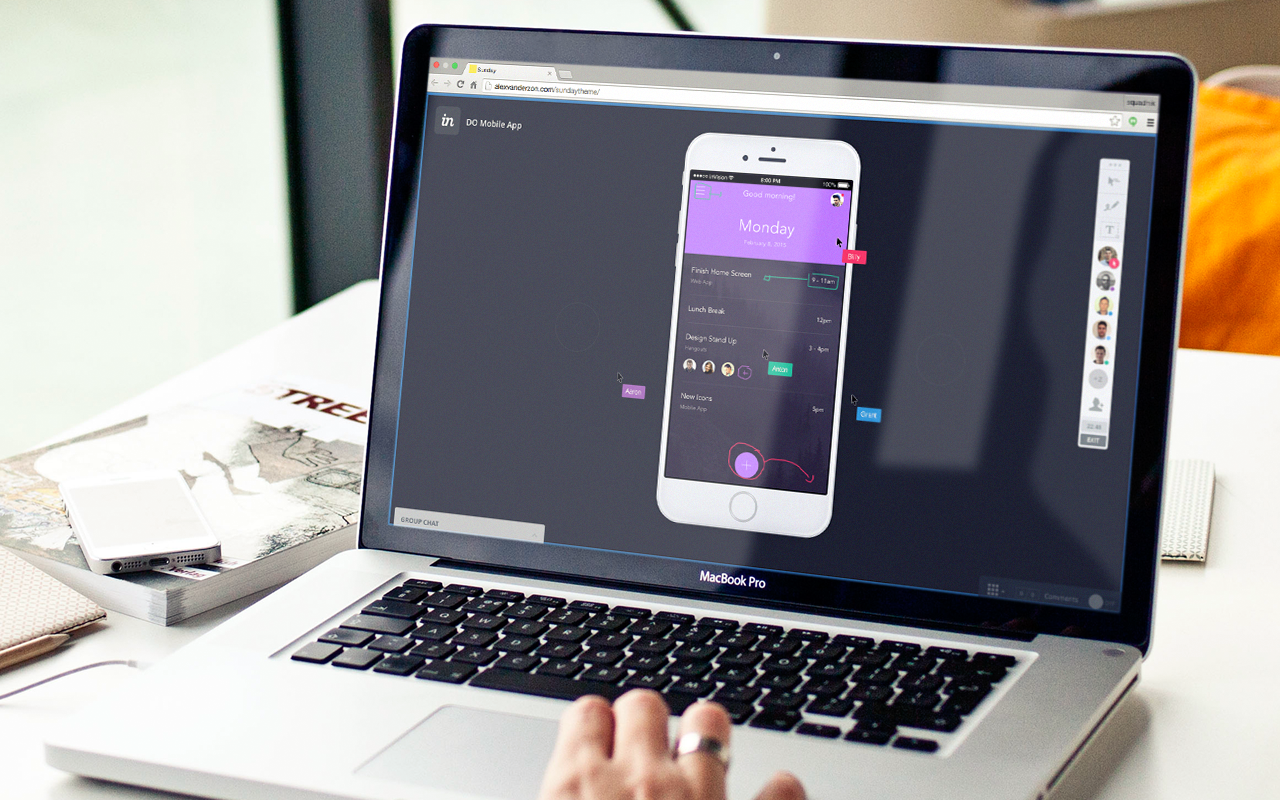 Sunday
alexvanderzon.com/sundaytheme/
squadmik
in
DO Mobile App
InVision
8:00 PM
100%
Good morning!
Monday
February 8, 2015
Billy
Finish Home Screen
Web App
9 - 11am
Lunch Break
12pm
Design Stand Up
Hangouts
3 - 4pm
Aaron
Grant
New Icons
Mobile App
5pm
+
T
+2
EXIT
GROUP CHAT
Comments
MacBook Pro
TREE